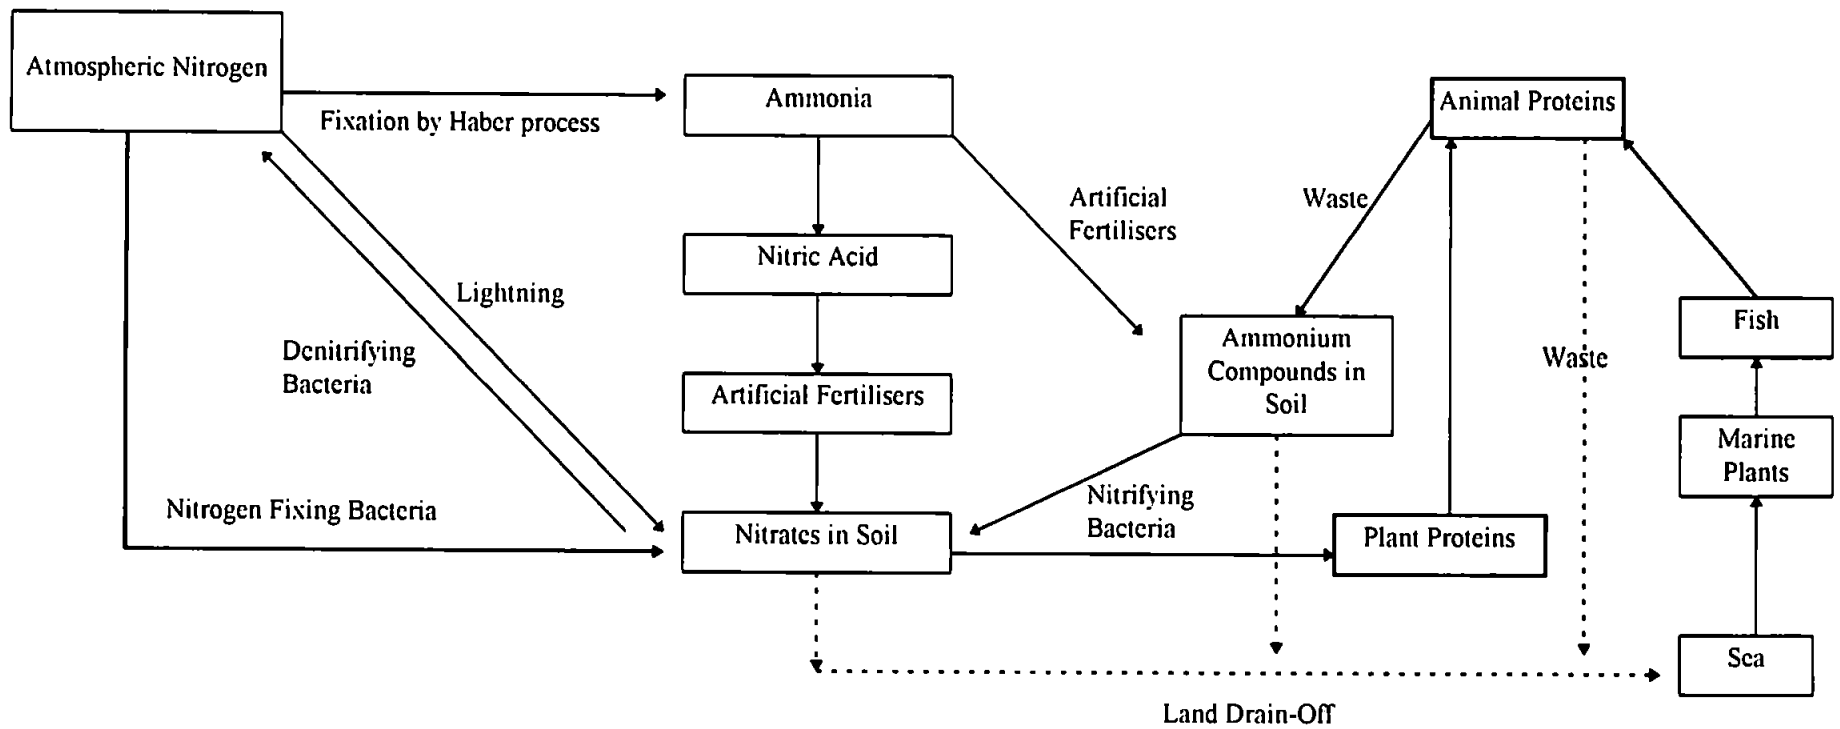 Atmospheric Nitrogen
Fixation by Haber process
Ammonia
Animal Proteins
Artificial
Fertilisers
Waste
Nitric Acid
Lightning
Denitrifying
Bacteria
Ammonium
Compounds in
Soil
Waste
Fish
Artificial Fertilisers
Marine
Plants
Nitrogen Fixing Bacteria
Nitrates in Soil
Nitrifying
Bacteria
Plant Proteins
Sea
Land Drain-Off